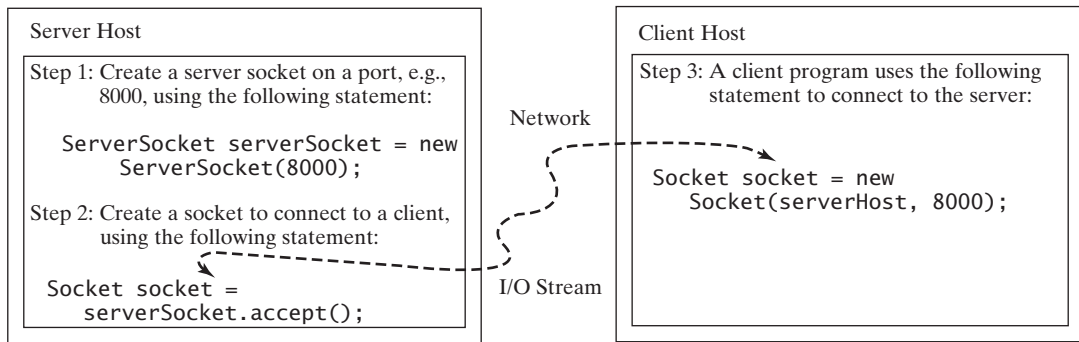 Server Host
Step 1: Create a server socket on a port, e.g.,
8000, using the following statement:
ServerSocket serverSocket = new
ServerSocket(8000);
Step 2: Create a socket to connect to a client,
using the following statement:
Socket socket =
serverSocket.accept();
Network
I/O Stream
Client Host
Step 3: A client program uses the following
statement to connect to the server:
Socket socket = new
Socket(serverHost, 8000);